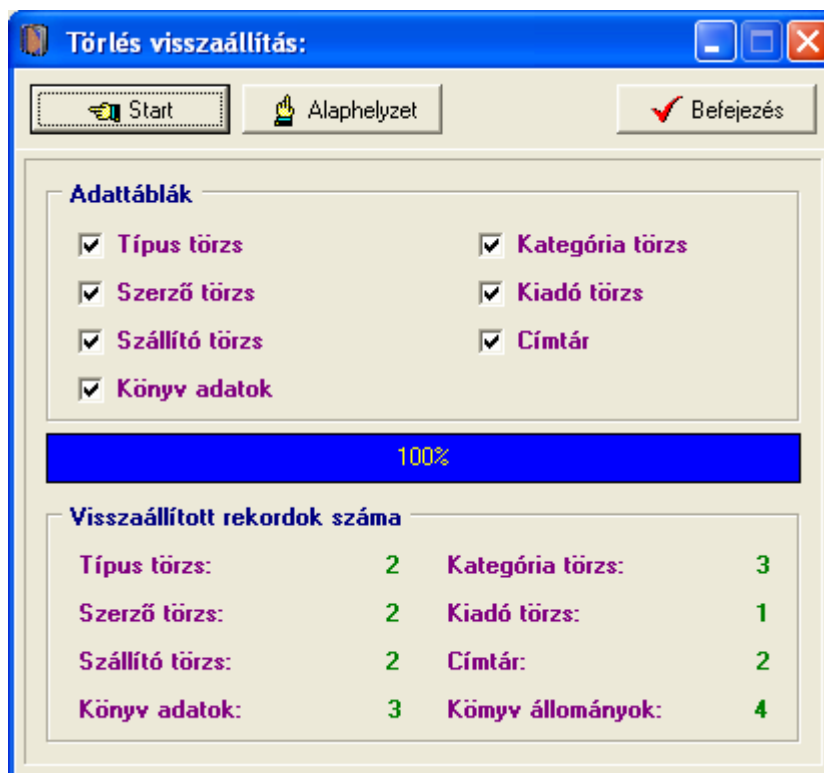 Törlés visszaállítás:
Start Alaphelyzet Befejezés
Adattáblák
Típus törzs Kategória törzs
Szerző törzs Kiadó törzs
Szállító törzs Címtár
Könyv adatok
100%
Visszaállított rekordok száma
Típus törzs: 2 Kategória törzs: 3
Szerző törzs: 2 Kiadó törzs: 1
Szállító törzs: 2 Címtár: 2
Könyv adatok: 3 Kömyv állományok: 4